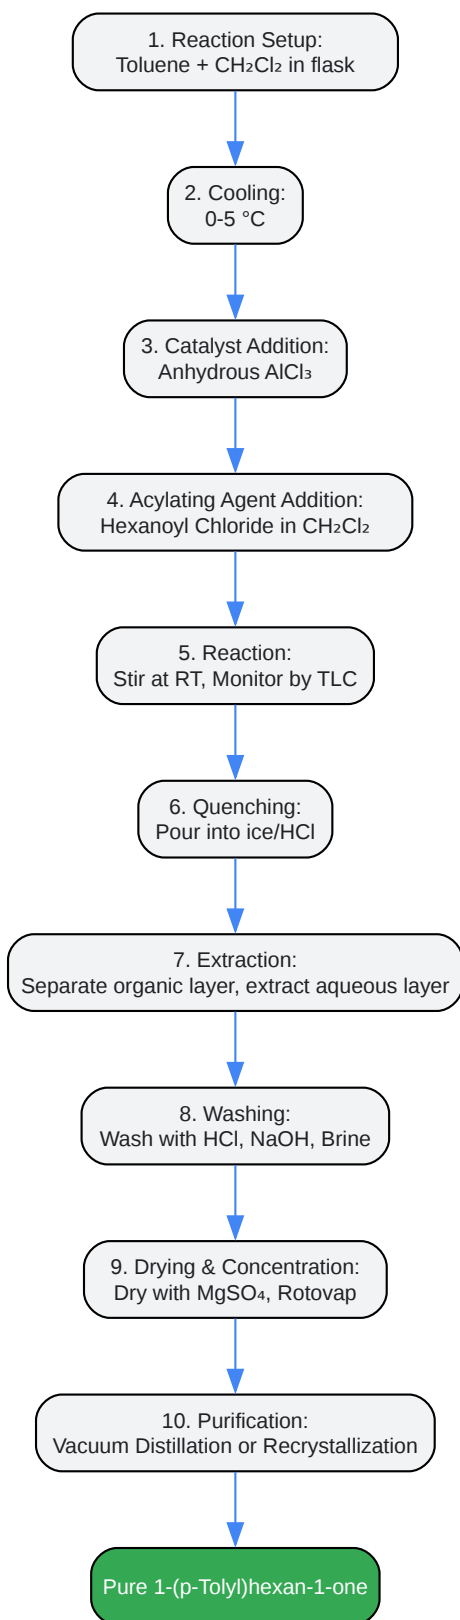 1. Reaction Setup:
Toluene + CH₂Cl₂ in flask
2. Cooling:
0-5 °C
3. Catalyst Addition:
Anhydrous AlCl₃
4. Acylating Agent Addition:
Hexanoyl Chloride in CH₂Cl₂
5. Reaction:
Stir at RT, Monitor by TLC
6. Quenching:
Pour into ice/HCl
7. Extraction:
Separate organic layer, extract aqueous layer
8. Washing:
Wash with HCl, NaOH, Brine
9. Drying & Concentration:
Dry with MgSO₄, Rotovap
10. Purification:
Vacuum Distillation or Recrystallization
Pure 1-(p-Tolyl)hexan-1-one